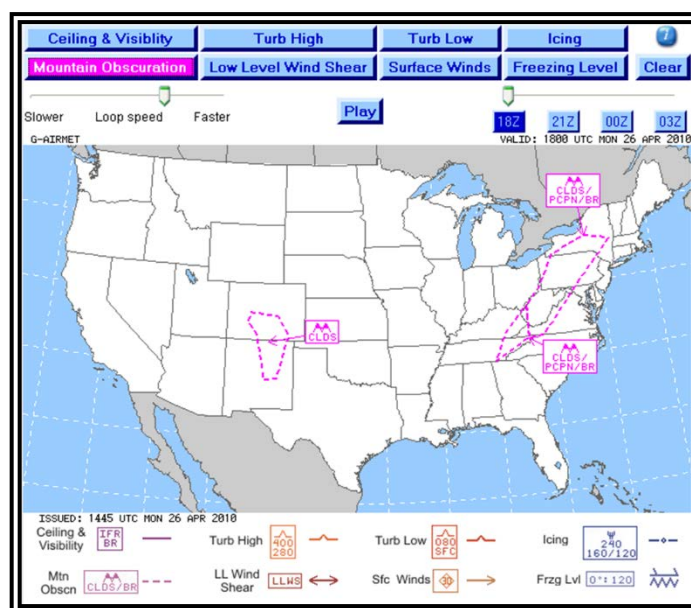 Ceiling & Visiblity Turb High Turb Low Icing i
Mountain Obscuration Low Level Wind Shear Surface Winds Freezing Level Clear
Slower Loop speed Faster
Play
18Z 21Z 00Z 03Z
G-AIRMET VALID: 1800 UTC MON 26 APR 2010
CLDS/
PCPN/BR
CLDS
CLDS/
PCPN/BR
ISSUED: 1445 UTC MON 26 APR 2010
Ceiling &
Visibility
IFR
BR
Turb High
400
280
Turb Low
080
SFC
Icing
240
160/120
Mtn
Obscn
CLDS/BR
LL Wind
Shear
LLWS
Sfc Winds
30
Frzg Lvl
0°:120